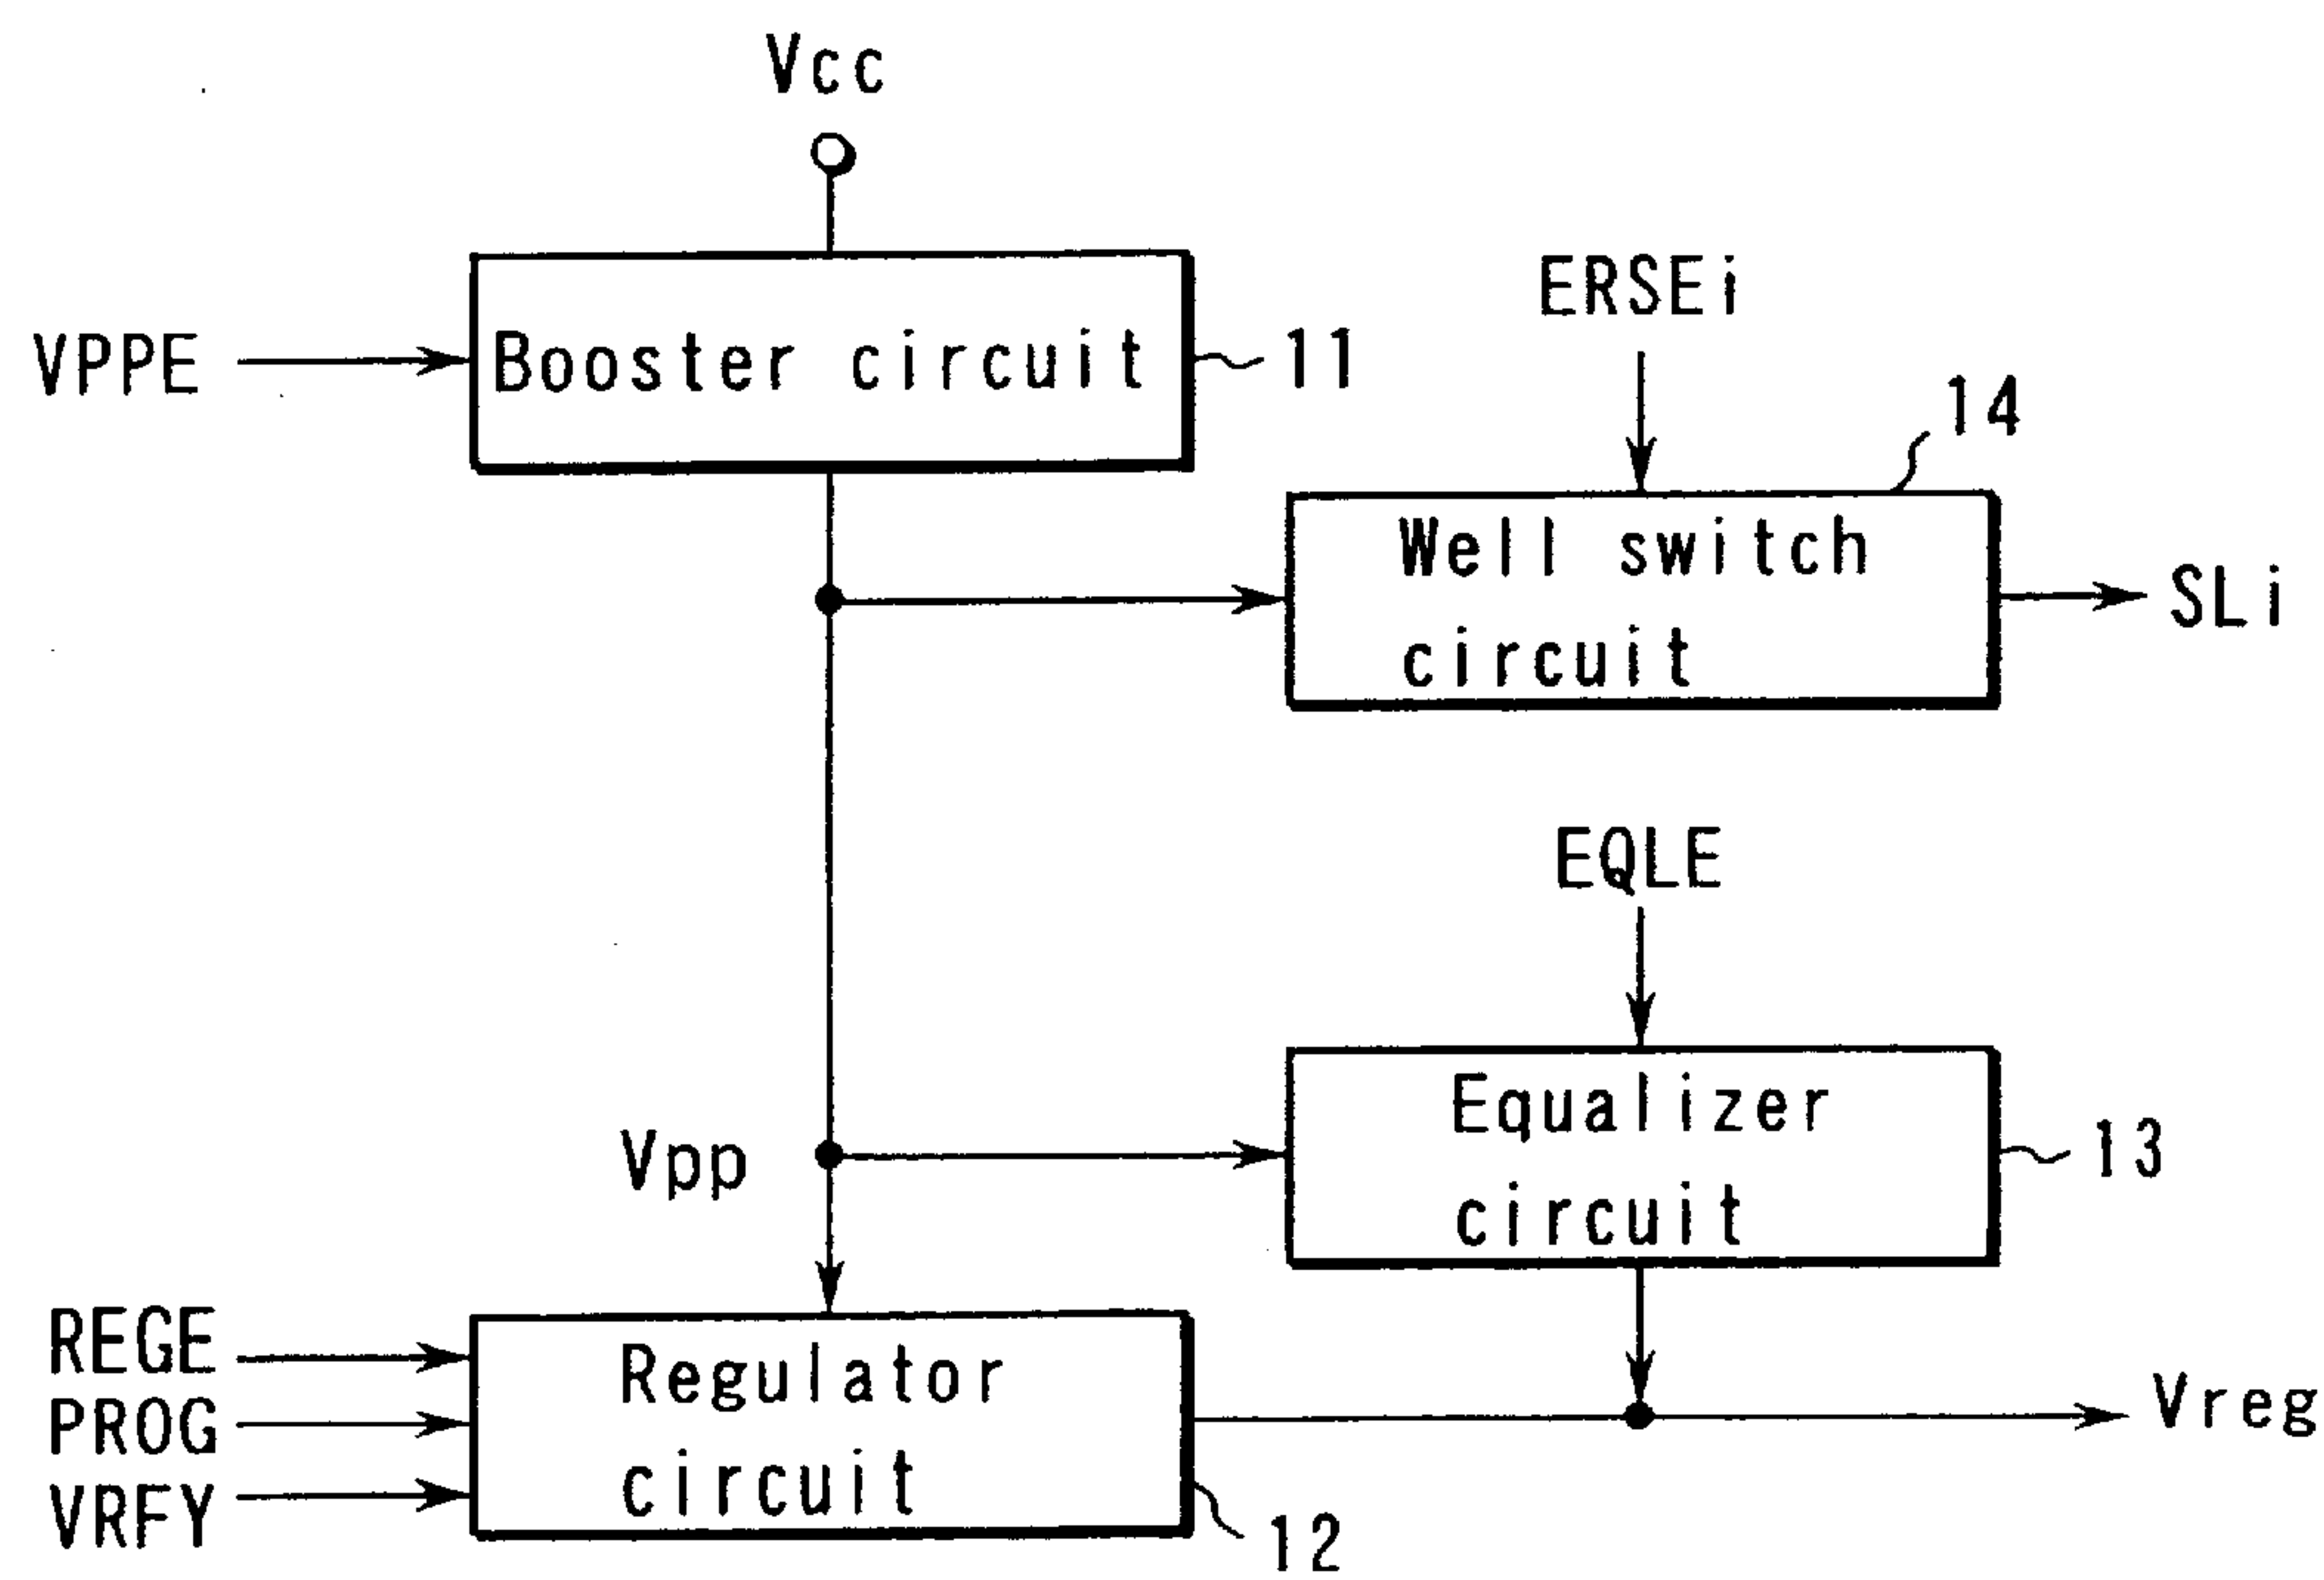 Vcc
VPPE
Booster circuit
11
ERSEi
14
Well switch
circuit
SLi
EQLE
Equalizer
circuit
13
Vpp
REGE
PROG
VRFY
Regulator
circuit
12
Vreg